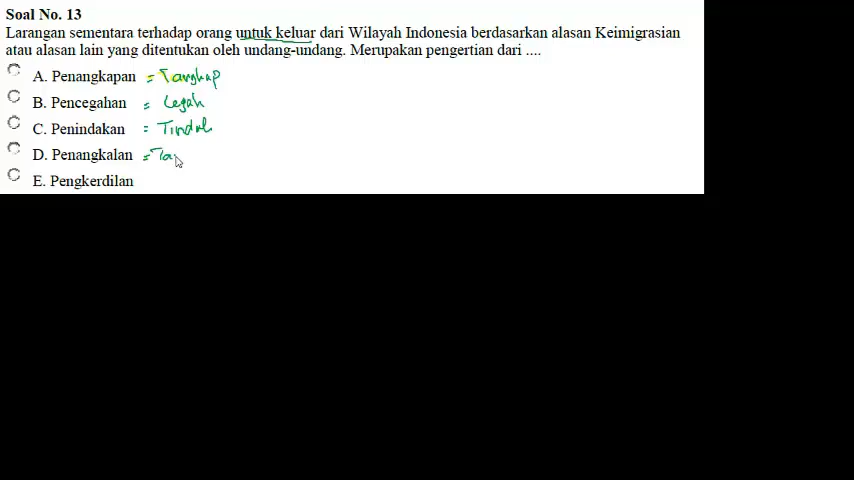 Soal No. 13
Larangan sementara terhadap orang untuk keluar dari Wilayah Indonesia berdasarkan alasan Keimigrasian
atau alasan lain yang ditentukan oleh undang-undang. Merupakan pengertian dari ....
A. Penangkapan = Tangkap
B. Pencegahan = Cegah
C. Penindakan = Tindak
D. Penangkalan = Ta
E. Pengkerdilan